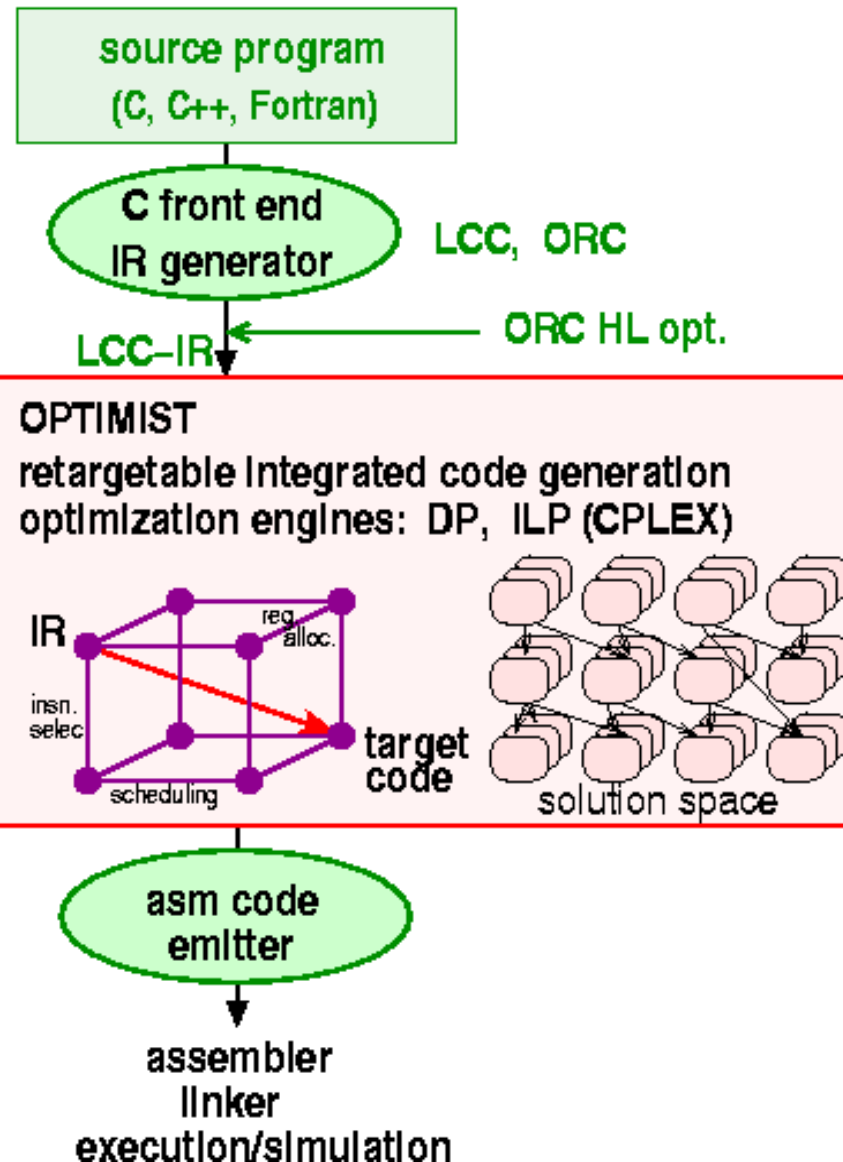 source program
(C, C++, Fortran)
C front end
IR generator
LCC, ORC
ORC HL opt.
LCC-IR
OPTIMIST
retargetable integrated code generation
optimization engines: DP, ILP (CPLEX)
IR
reg.
alloc.
insn.
selec
scheduling
target
code
solution space
asm code
emitter
assembler
linker
execution/simulation